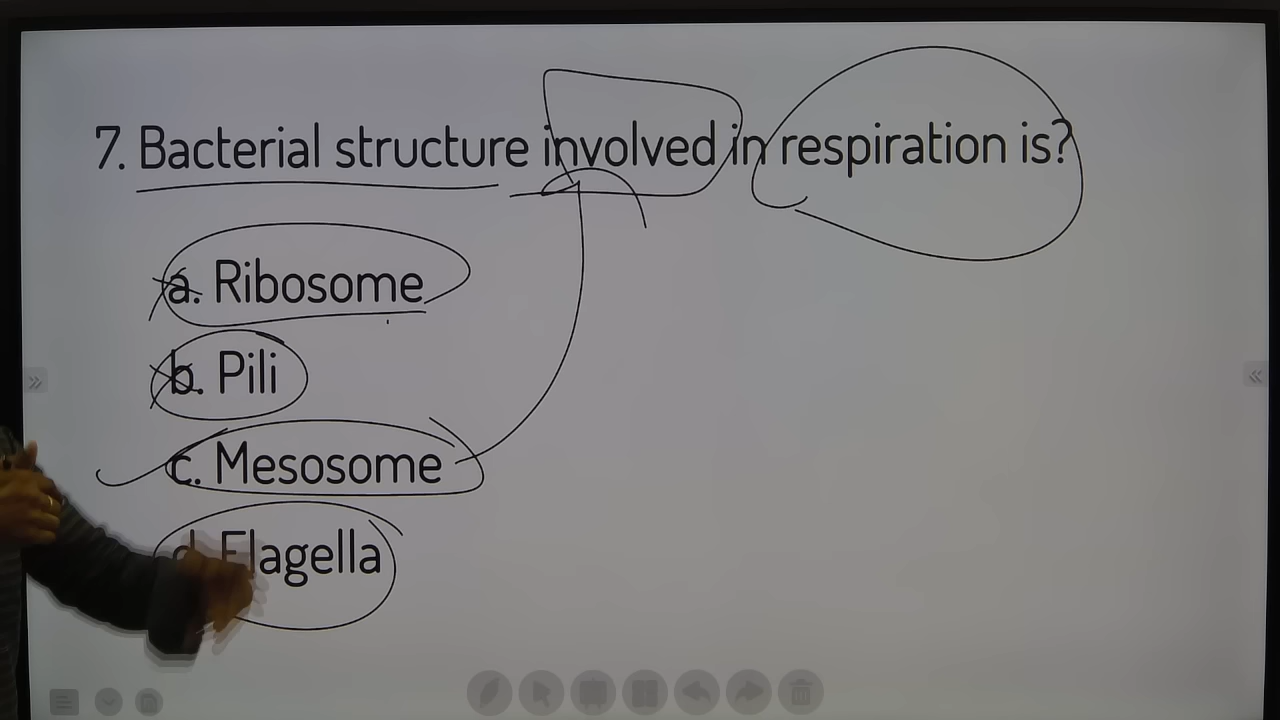 7. Bacterial structure involved in respiration is?
a. Ribosome
b. Pili
c. Mesosome
d. Flagella